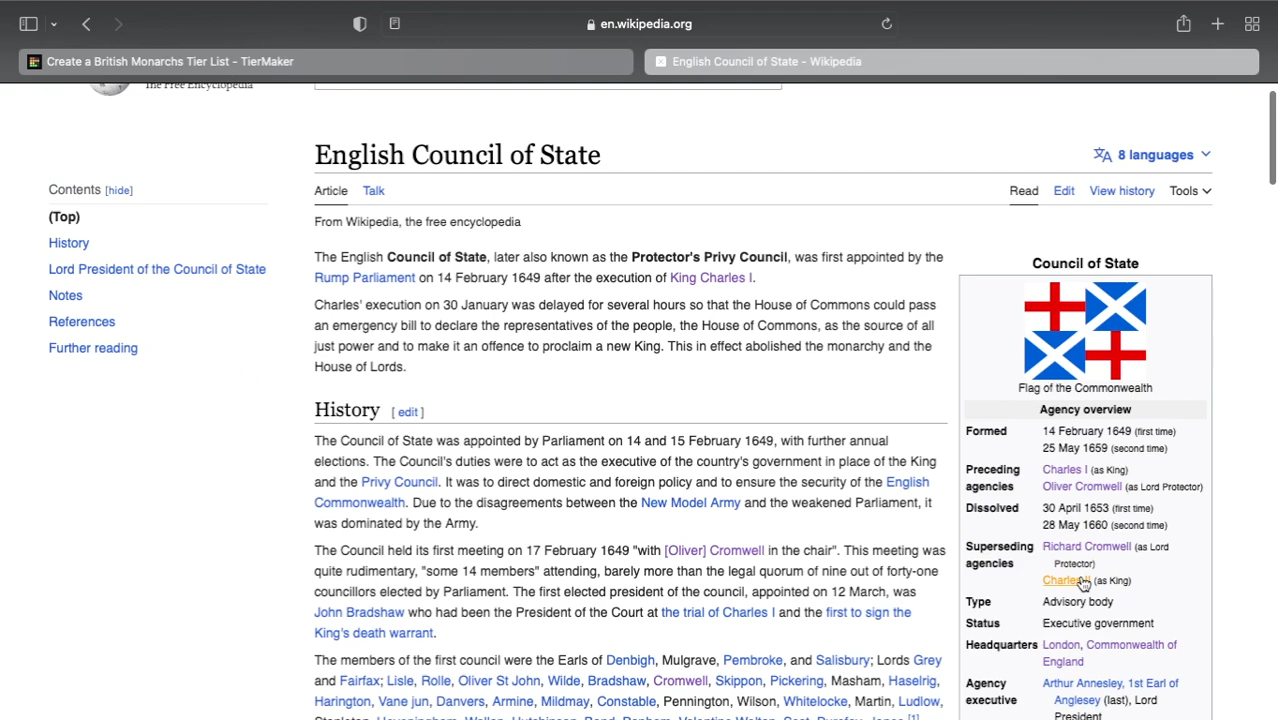 en.wikipedia.org
Create a British Monarchs Tier List - TierMaker
English Council of State - Wikipedia
The Free Encyclopedia
English Council of State
8 languages
Contents [hide]
(Top)
History
Lord President of the Council of State
Notes
References
Further reading
Article Talk
Read Edit View history Tools
From Wikipedia, the free encyclopedia
The English Council of State, later also known as the Protector's Privy Council, was first appointed by the
Rump Parliament on 14 February 1649 after the execution of King Charles I.
Charles' execution on 30 January was delayed for several hours so that the House of Commons could pass
an emergency bill to declare the representatives of the people, the House of Commons, as the source of all
just power and to make it an offence to proclaim a new King. This in effect abolished the monarchy and the
House of Lords.
History [ edit ]
The Council of State was appointed by Parliament on 14 and 15 February 1649, with further annual
elections. The Council's duties were to act as the executive of the country's government in place of the King
and the Privy Council. It was to direct domestic and foreign policy and to ensure the security of the English
Commonwealth. Due to the disagreements between the New Model Army and the weakened Parliament, it
was dominated by the Army.
The Council held its first meeting on 17 February 1649 "with [Oliver] Cromwell in the chair". This meeting was
quite rudimentary, "some 14 members" attending, barely more than the legal quorum of nine out of forty-one
councillors elected by Parliament. The first elected president of the council, appointed on 12 March, was
John Bradshaw who had been the President of the Court at the trial of Charles I and the first to sign the
King's death warrant.
The members of the first council were the Earls of Denbigh, Mulgrave, Pembroke, and Salisbury; Lords Grey
and Fairfax; Lisle, Rolle, Oliver St John, Wilde, Bradshaw, Cromwell, Skippon, Pickering, Masham, Haselrig,
Harington, Vane jun, Danvers, Armine, Mildmay, Constable, Pennington, Wilson, Whitelocke, Martin, Ludlow,
Council of State
Flag of the Commonwealth
Agency overview
Formed 14 February 1649 (first time)
25 May 1659 (second time)
Preceding Charles I (as King)
agencies Oliver Cromwell (as Lord Protector)
Dissolved 30 April 1653 (first time)
28 May 1660 (second time)
Superseding Richard Cromwell (as Lord
agencies Protector)
Charles (as King)
Type Advisory body
Status Executive government
Headquarters London, Commonwealth of
England
Agency Arthur Annesley, 1st Earl of
executive Anglesey (last), Lord
President